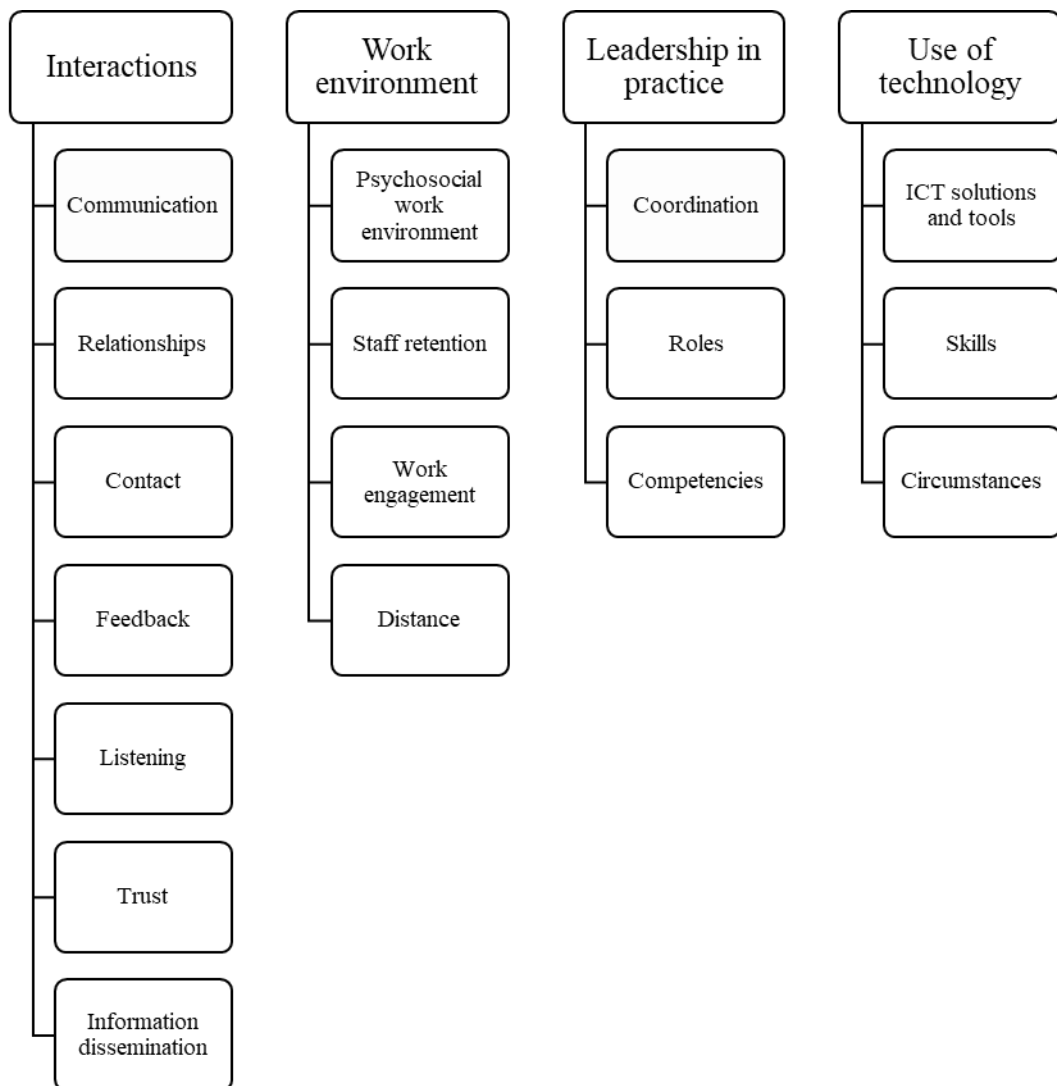 Interactions
Communication
Relationships
Contact
Feedback
Listening
Trust
Information
dissemination
Work
environment
Psychosocial
work
environment
Staff retention
Work
engagement
Distance
Leadership in
practice
Coordination
Roles
Competencies
Use of
technology
ICT solutions
and tools
Skills
Circumstances